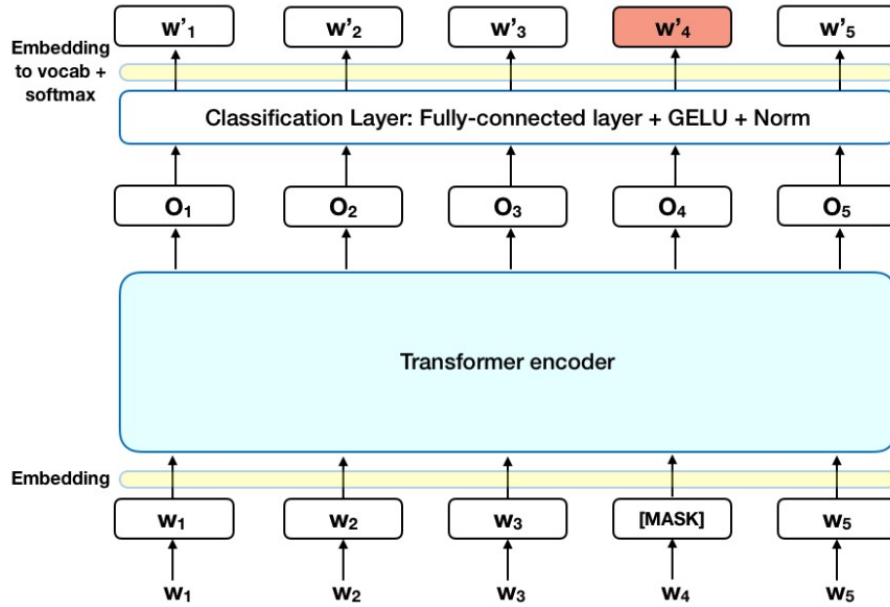 w'₁ w'₂ w'₃ w'₄ w'₅
Embedding
to vocab +
softmax
Classification Layer: Fully-connected layer + GELU + Norm
O₁ O₂ O₃ O₄ O₅
Transformer encoder
Embedding
W₁ W₂ W₃ [MASK] W₅
W₁ W₂ W₃ W₄ W₅